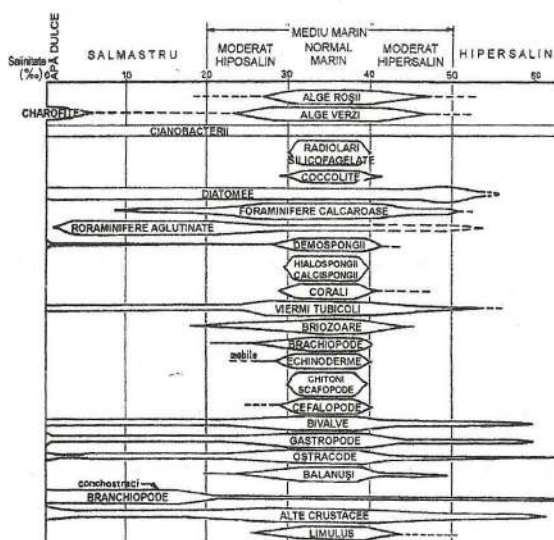 "MEDIU MARIN"
APĂ DULCE
SALMASTRU
MODERAT HIPOSALIN
NORMAL MARIN
MODERAT HIPERSALIN
HIPERSALIN
Salinitate (‰)
0 10 20 30 40 50 60
ALGE ROȘII
CHAROFITE
ALGE VERZI
CIANOBACTERII
RADIOLARI
SILICOFAGELATE
COCCOLITE
DIATOMEE
FORAMINIFERE CALCAROASE
RORAMINIFERE AGLUTINATE
DEMOSPONGII
HIALOSPONGII
CALCISPONGII
CORALI
VIERMI TUBICOLI
BRIOZOARE
BRACHIOPODE
mobile
ECHINODERME
CHITONI
SCAFOPODE
CEFALOPODE
BIVALVE
GASTROPODE
OSTRACODE
BALANUȘI
conchostraci
BRANCHIOPODE
ALTE CRUSTACEE
LIMULUS